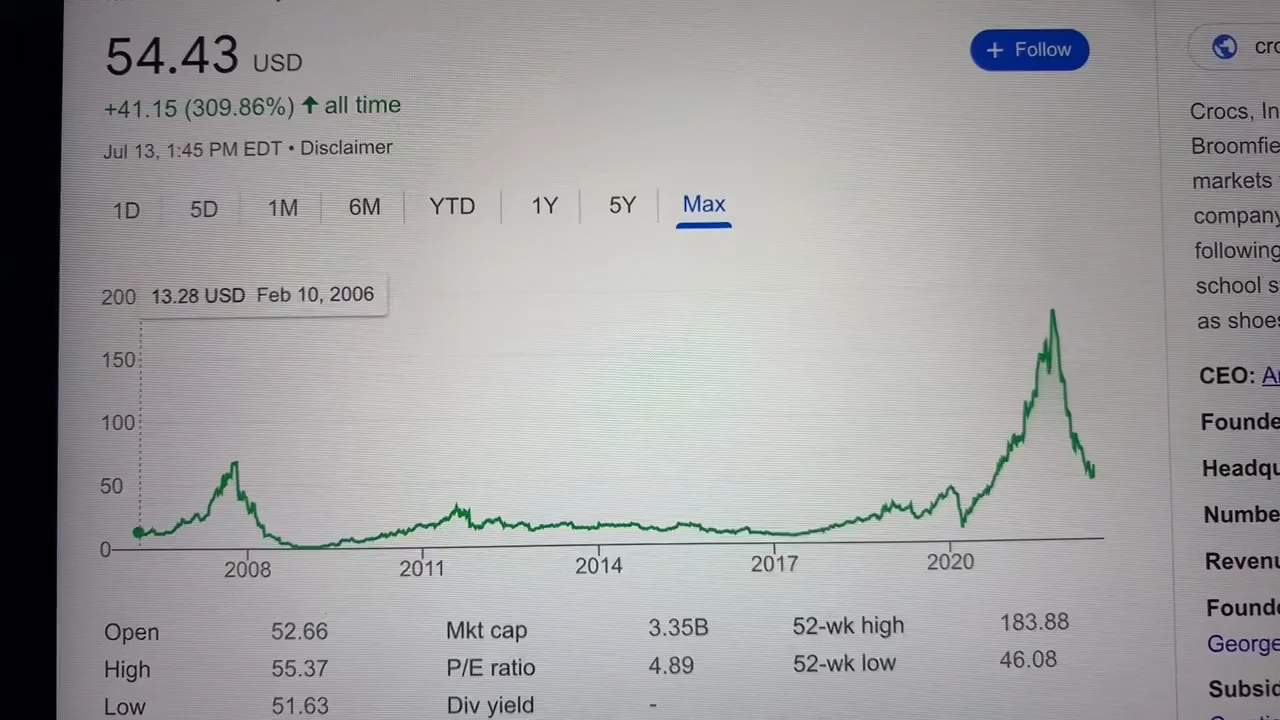 54.43 USD
+ Follow
+41.15 (309.86%) ↑ all time
Jul 13, 1:45 PM EDT • Disclaimer
1D 5D 1M 6M YTD 1Y 5Y Max
200 13.28 USD Feb 10, 2006
150
100
50
0
2008 2011 2014 2017 2020
Open 52.66 Mkt cap 3.35B 52-wk high 183.88
High 55.37 P/E ratio 4.89 52-wk low 46.08
Low 51.63 Div yield -
Crocs, In
Broomfie
markets
company
following
school s
as shoes
CEO:
Founde
Headqu
Numbe
Revenu
Founde
George
Subsid